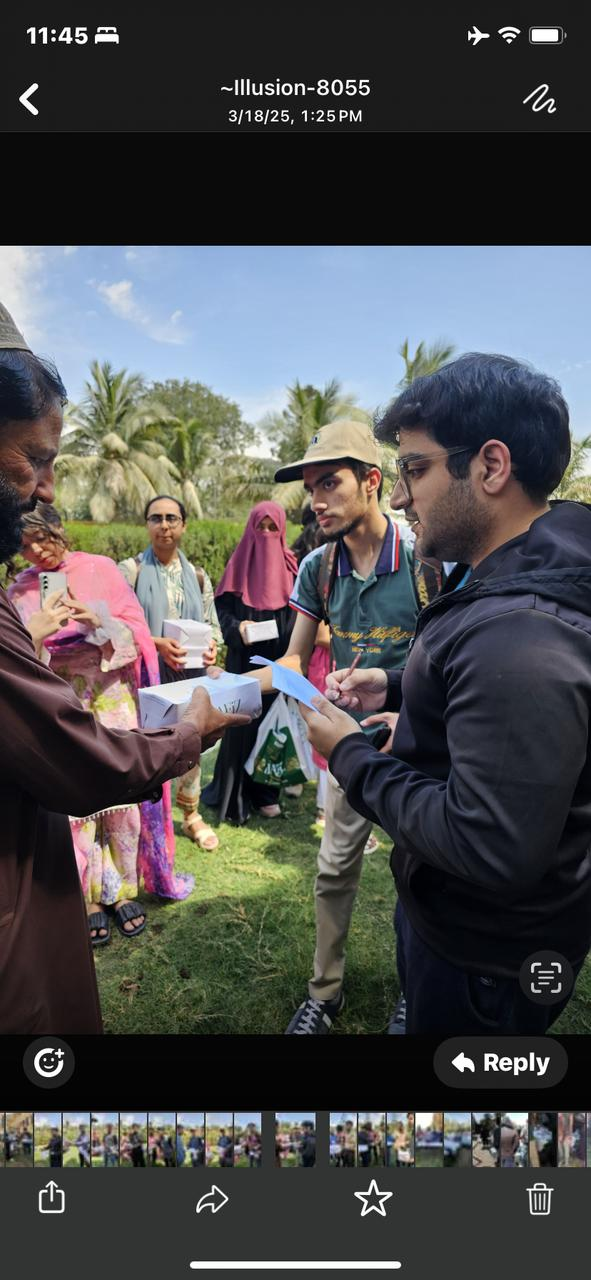 11:45
~Illusion-8055
3/18/25, 1:25 PM
Tommy Hilfiger
NEW YORK
Reply